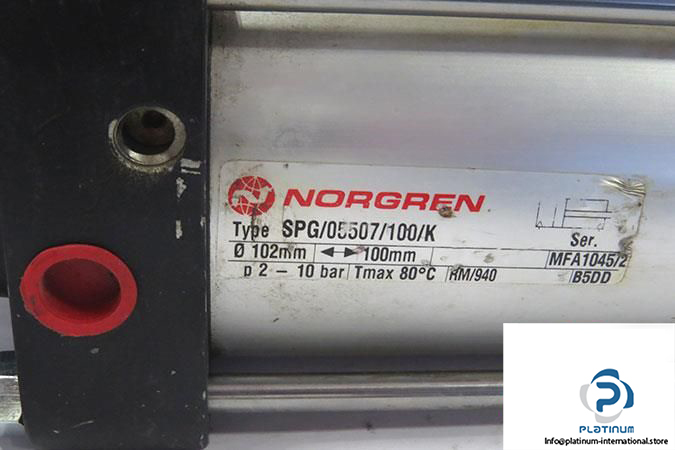 NORGREN
Type SPG/05507/100/K
Ser.
Ø 102mm ◄─► 100mm MFA1045/2
p 2 – 10 bar Tmax 80°C RM/940 B5DD
PLATINUM
Info@platinum-international.store